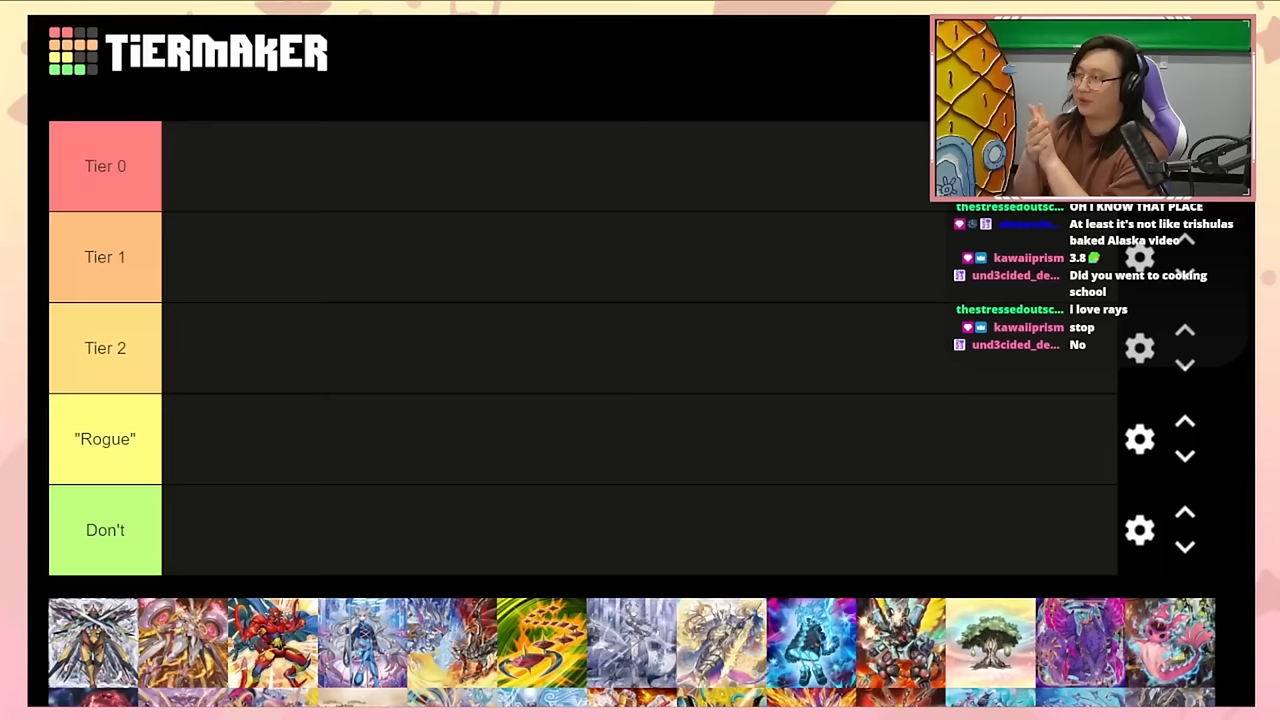 TiERMAKER
Tier 0
Tier 1
Tier 2
"Rogue"
Don't
thestressedoutsc... OH I KNOW THAT PLACE
At least it's not like trishulas
baked Alaska video
kawaiiprism 3.8
und3cided_de... Did you went to cooking
school
thestressedoutsc... i love rays
kawaiiprism stop
und3cided_de... No